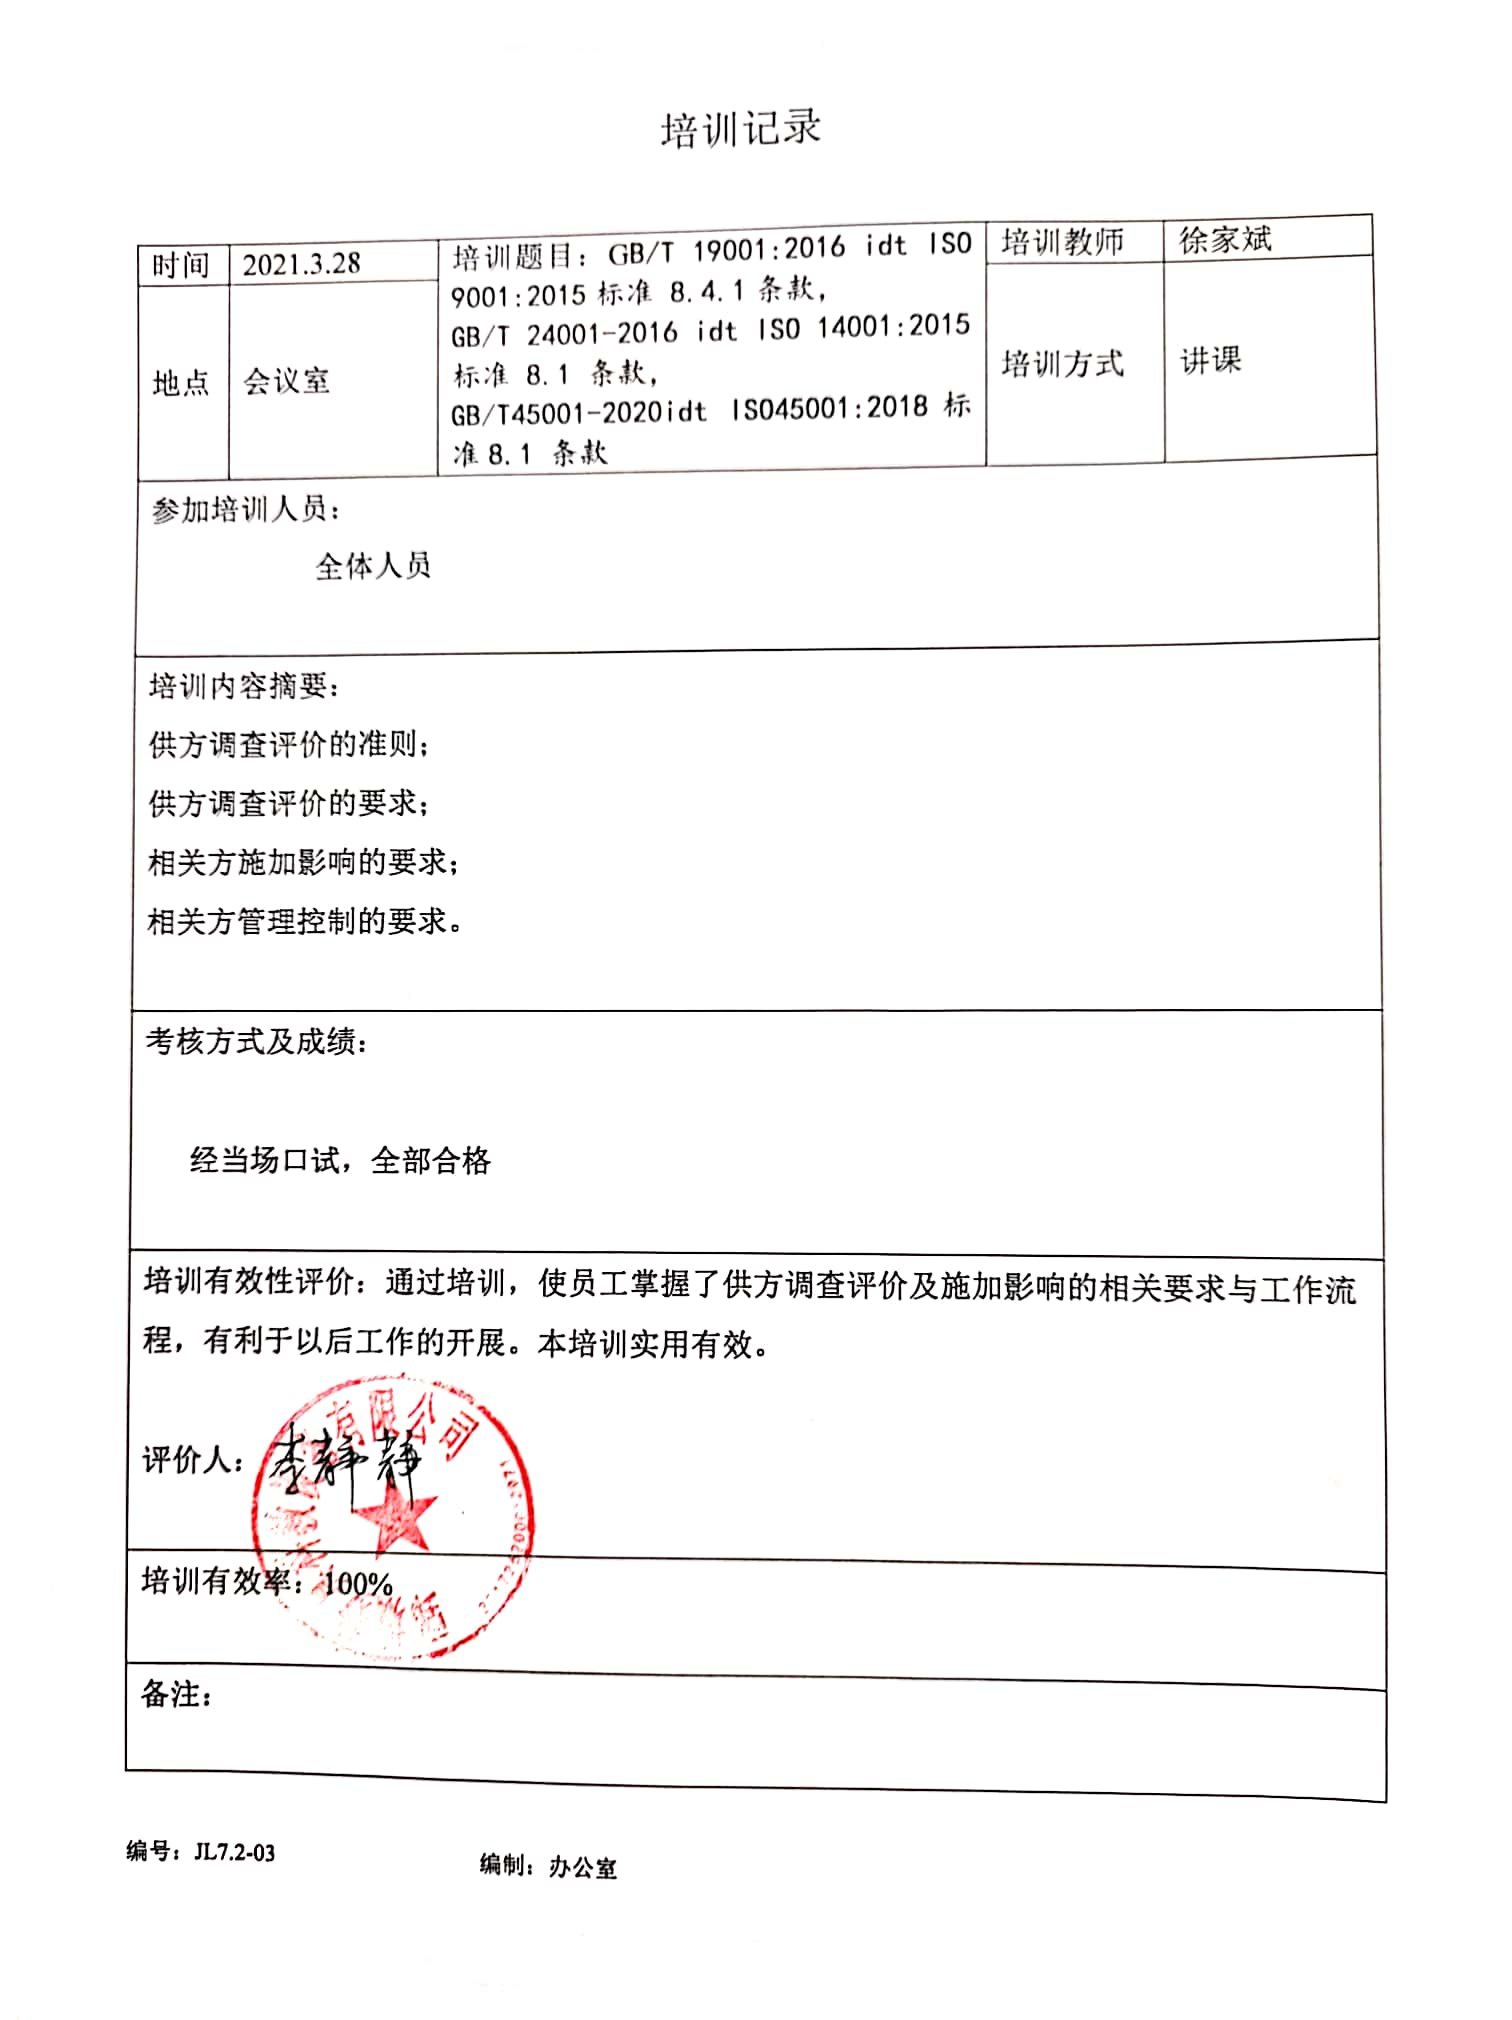 培训记录
时间
2021.3.28
培训题目：GB/T 19001:2016 idt ISO
9001:2015标准 8.4.1条款，
GB/T 24001-2016 idt ISO 14001:2015
标准 8.1 条款，
GB/T45001-2020idt ISO45001:2018 标
准8.1 条款
培训教师
徐家斌
地点
会议室
培训方式
讲课
参加培训人员：
全体人员
培训内容摘要：
供方调查评价的准则；
供方调查评价的要求；
相关方施加影响的要求；
相关方管理控制的要求。
考核方式及成绩：
经当场口试，全部合格
培训有效性评价：通过培训，使员工掌握了供方调查评价及施加影响的相关要求与工作流
程，有利于以后工作的开展。本培训实用有效。
评价人：李静静
有限公司
培训有效率：100%
备注：
编号：JL7.2-03
编制：办公室